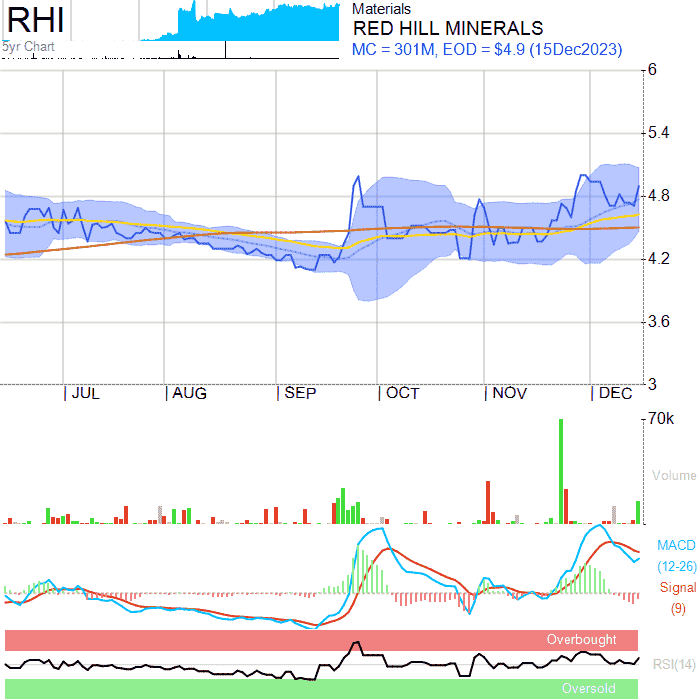 RHI
5yr Chart
Materials
RED HILL MINERALS
MC = 301M, EOD = $4.9 (15Dec2023)
6
5.4
4.8
4.2
3.6
3
JUL
AUG
SEP
OCT
NOV
DEC
70k
Volume
MACD
(12-26)
Signal
(9)
Overbought
RSI(14)
Oversold